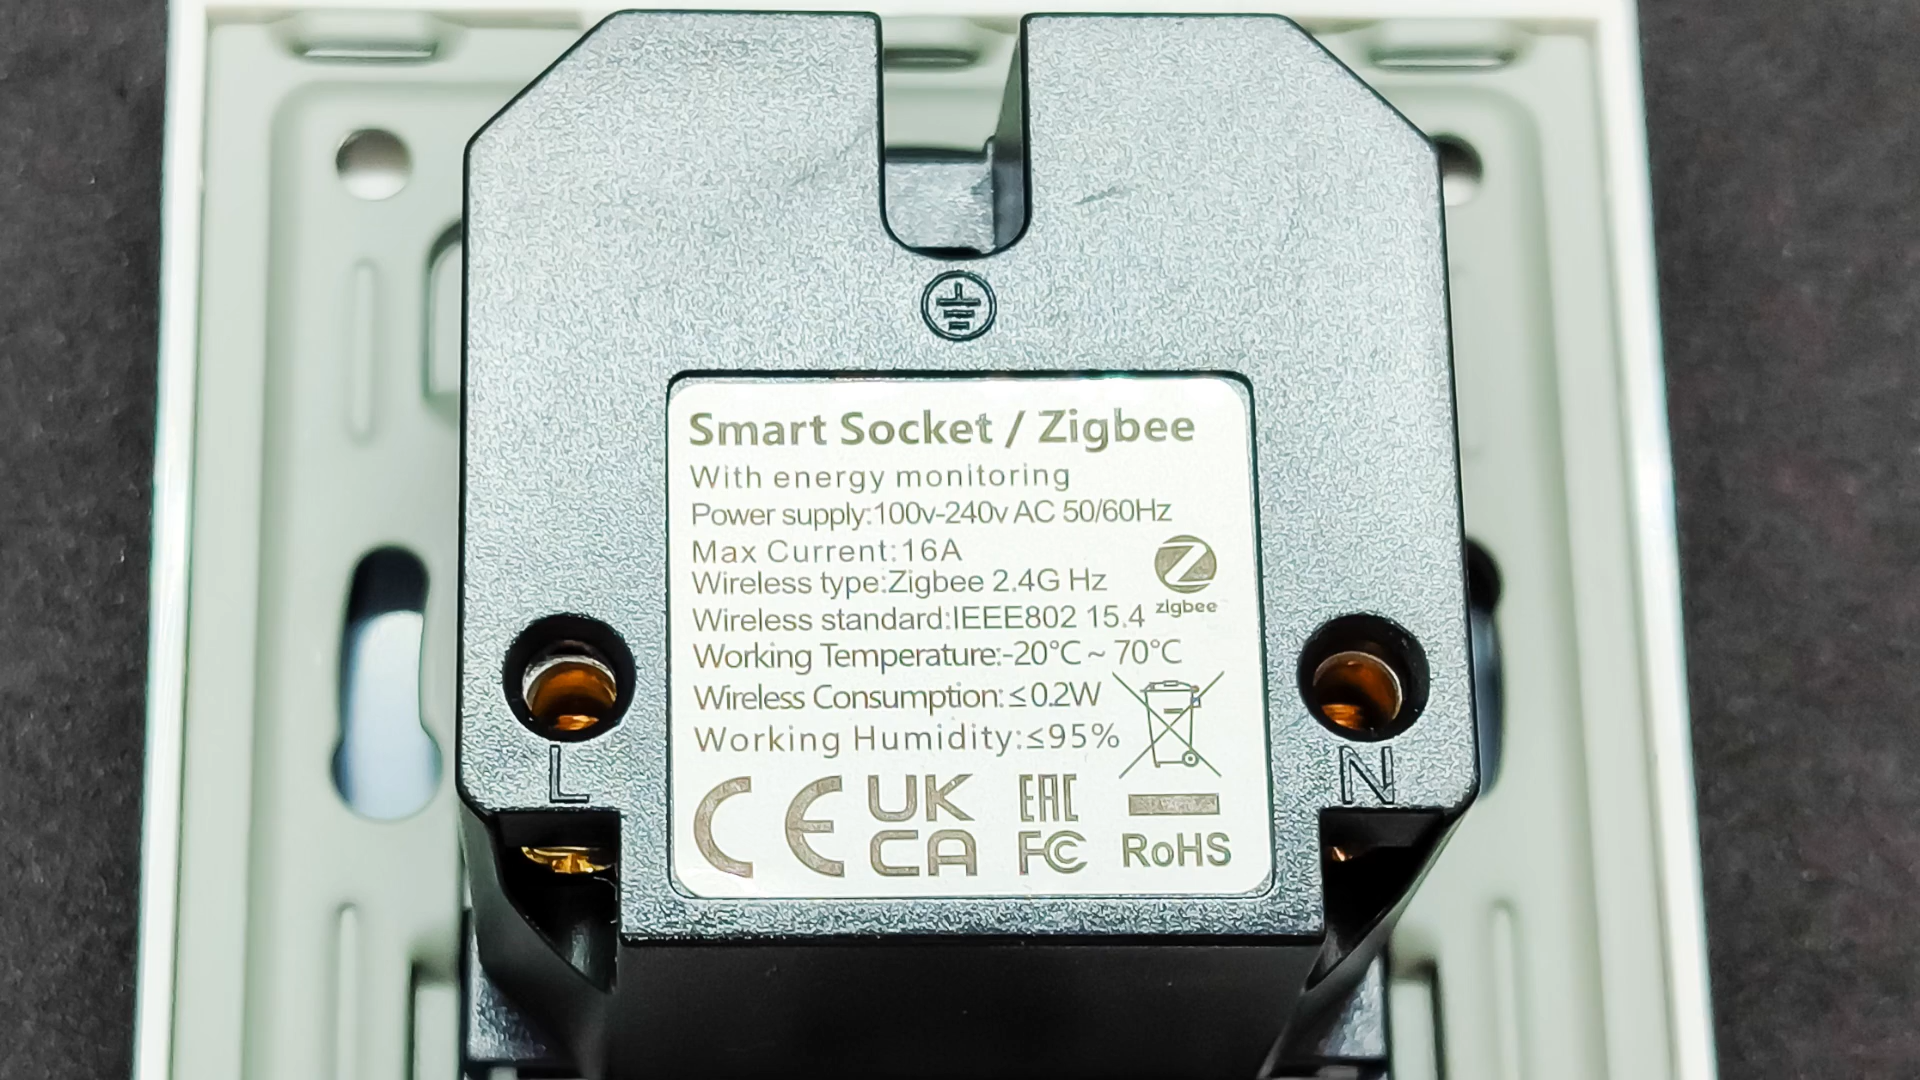 Smart Socket / Zigbee
With energy monitoring
Power supply:100v-240v AC 50/60Hz
Max Current:16A
Wireless type:Zigbee 2.4G Hz
Wireless standard:IEEE802 15.4
zigbee
Working Temperature:-20°C ~ 70°C
Wireless Consumption:≤0.2W
Working Humidity:≤95%
L
N
CE UK CA EAC FC RoHS